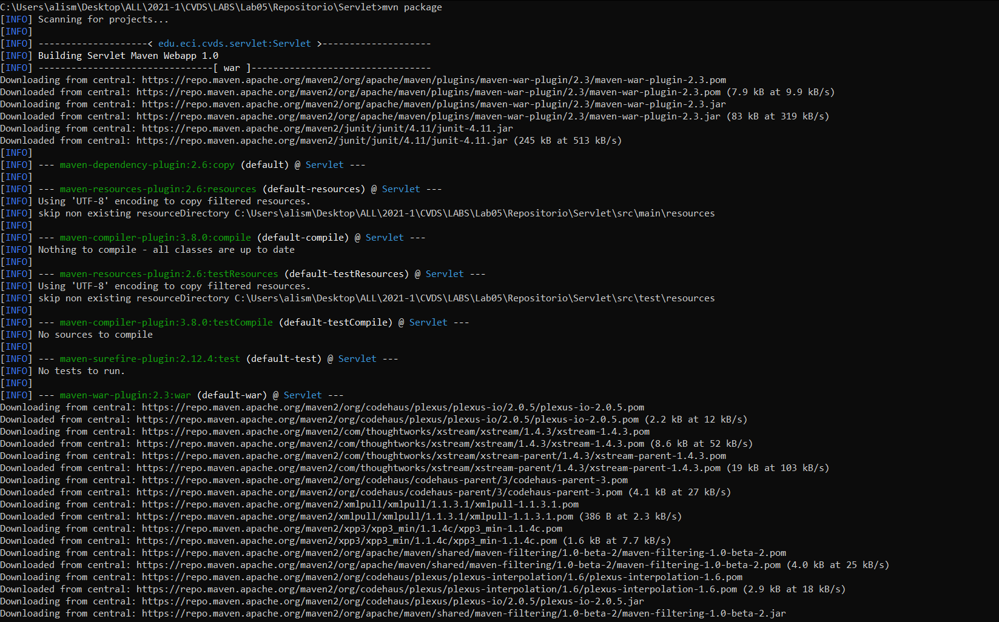 C:\Users\alism\Desktop\ALL\2021-1\CVDS\LABS\Lab05\Repositorio\Servlet>mvn package
[INFO] Scanning for projects...
[INFO]
[INFO] --------------------< edu.eci.cvds.servlet:Servlet >--------------------
[INFO] Building Servlet Maven Webapp 1.0
[INFO] --------------------------------[ war ]---------------------------------
Downloading from central: https://repo.maven.apache.org/maven2/org/apache/maven/plugins/maven-war-plugin/2.3/maven-war-plugin-2.3.pom
Downloaded from central: https://repo.maven.apache.org/maven2/org/apache/maven/plugins/maven-war-plugin/2.3/maven-war-plugin-2.3.pom (7.9 kB at 9.9 kB/s)
Downloading from central: https://repo.maven.apache.org/maven2/org/apache/maven/plugins/maven-war-plugin/2.3/maven-war-plugin-2.3.jar
Downloaded from central: https://repo.maven.apache.org/maven2/org/apache/maven/plugins/maven-war-plugin/2.3/maven-war-plugin-2.3.jar (83 kB at 319 kB/s)
Downloading from central: https://repo.maven.apache.org/maven2/junit/junit/4.11/junit-4.11.jar
Downloaded from central: https://repo.maven.apache.org/maven2/junit/junit/4.11/junit-4.11.jar (245 kB at 513 kB/s)
[INFO]
[INFO] --- maven-dependency-plugin:2.6:copy (default) @ Servlet ---
[INFO]
[INFO] --- maven-resources-plugin:2.6:resources (default-resources) @ Servlet ---
[INFO] Using 'UTF-8' encoding to copy filtered resources.
[INFO] skip non existing resourceDirectory C:\Users\alism\Desktop\ALL\2021-1\CVDS\LABS\Lab05\Repositorio\Servlet\src\main\resources
[INFO]
[INFO] --- maven-compiler-plugin:3.8.0:compile (default-compile) @ Servlet ---
[INFO] Nothing to compile - all classes are up to date
[INFO]
[INFO] --- maven-resources-plugin:2.6:testResources (default-testResources) @ Servlet ---
[INFO] Using 'UTF-8' encoding to copy filtered resources.
[INFO] skip non existing resourceDirectory C:\Users\alism\Desktop\ALL\2021-1\CVDS\LABS\Lab05\Repositorio\Servlet\src\test\resources
[INFO]
[INFO] --- maven-compiler-plugin:3.8.0:testCompile (default-testCompile) @ Servlet ---
[INFO] No sources to compile
[INFO]
[INFO] --- maven-surefire-plugin:2.12.4:test (default-test) @ Servlet ---
[INFO] No tests to run.
[INFO]
[INFO] --- maven-war-plugin:2.3:war (default-war) @ Servlet ---
Downloading from central: https://repo.maven.apache.org/maven2/org/codehaus/plexus/plexus-io/2.0.5/plexus-io-2.0.5.pom
Downloaded from central: https://repo.maven.apache.org/maven2/org/codehaus/plexus/plexus-io/2.0.5/plexus-io-2.0.5.pom (2.2 kB at 12 kB/s)
Downloading from central: https://repo.maven.apache.org/maven2/com/thoughtworks/xstream/xstream/1.4.3/xstream-1.4.3.pom
Downloaded from central: https://repo.maven.apache.org/maven2/com/thoughtworks/xstream/xstream/1.4.3/xstream-1.4.3.pom (8.6 kB at 52 kB/s)
Downloading from central: https://repo.maven.apache.org/maven2/com/thoughtworks/xstream/xstream-parent/1.4.3/xstream-parent-1.4.3.pom
Downloaded from central: https://repo.maven.apache.org/maven2/com/thoughtworks/xstream/xstream-parent/1.4.3/xstream-parent-1.4.3.pom (19 kB at 103 kB/s)
Downloading from central: https://repo.maven.apache.org/maven2/org/codehaus/codehaus-parent/3/codehaus-parent-3.pom
Downloaded from central: https://repo.maven.apache.org/maven2/org/codehaus/codehaus-parent/3/codehaus-parent-3.pom (4.1 kB at 27 kB/s)
Downloading from central: https://repo.maven.apache.org/maven2/xmlpull/xmlpull/1.1.3.1/xmlpull-1.1.3.1.pom
Downloaded from central: https://repo.maven.apache.org/maven2/xmlpull/xmlpull/1.1.3.1/xmlpull-1.1.3.1.pom (386 B at 2.3 kB/s)
Downloading from central: https://repo.maven.apache.org/maven2/xpp3/xpp3_min/1.1.4c/xpp3_min-1.1.4c.pom
Downloaded from central: https://repo.maven.apache.org/maven2/xpp3/xpp3_min/1.1.4c/xpp3_min-1.1.4c.pom (1.6 kB at 7.7 kB/s)
Downloading from central: https://repo.maven.apache.org/maven2/org/apache/maven/shared/maven-filtering/1.0-beta-2/maven-filtering-1.0-beta-2.pom
Downloaded from central: https://repo.maven.apache.org/maven2/org/apache/maven/shared/maven-filtering/1.0-beta-2/maven-filtering-1.0-beta-2.pom (4.0 kB at 25 kB/s)
Downloading from central: https://repo.maven.apache.org/maven2/org/codehaus/plexus/plexus-interpolation/1.6/plexus-interpolation-1.6.pom
Downloaded from central: https://repo.maven.apache.org/maven2/org/codehaus/plexus/plexus-interpolation/1.6/plexus-interpolation-1.6.pom (2.9 kB at 18 kB/s)
Downloading from central: https://repo.maven.apache.org/maven2/org/codehaus/plexus/plexus-io/2.0.5/plexus-io-2.0.5.jar
Downloading from central: https://repo.maven.apache.org/maven2/org/apache/maven/shared/maven-filtering/1.0-beta-2/maven-filtering-1.0-beta-2.jar